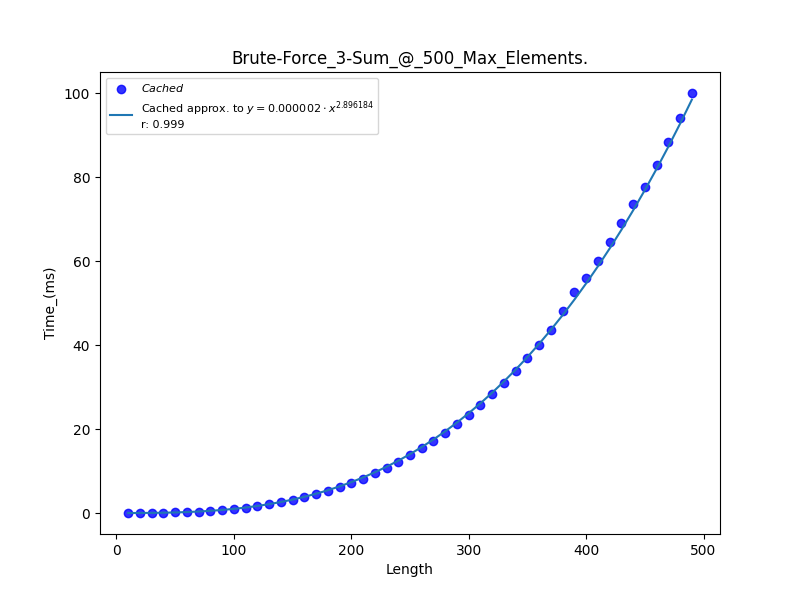 Brute-Force_3-Sum_@_500_Max_Elements.
Cached
Cached approx. to y = 0.000002 · x^2.896184
r: 0.999
100
80
60
40
20
0
Time_(ms)
0 100 200 300 400 500
Length